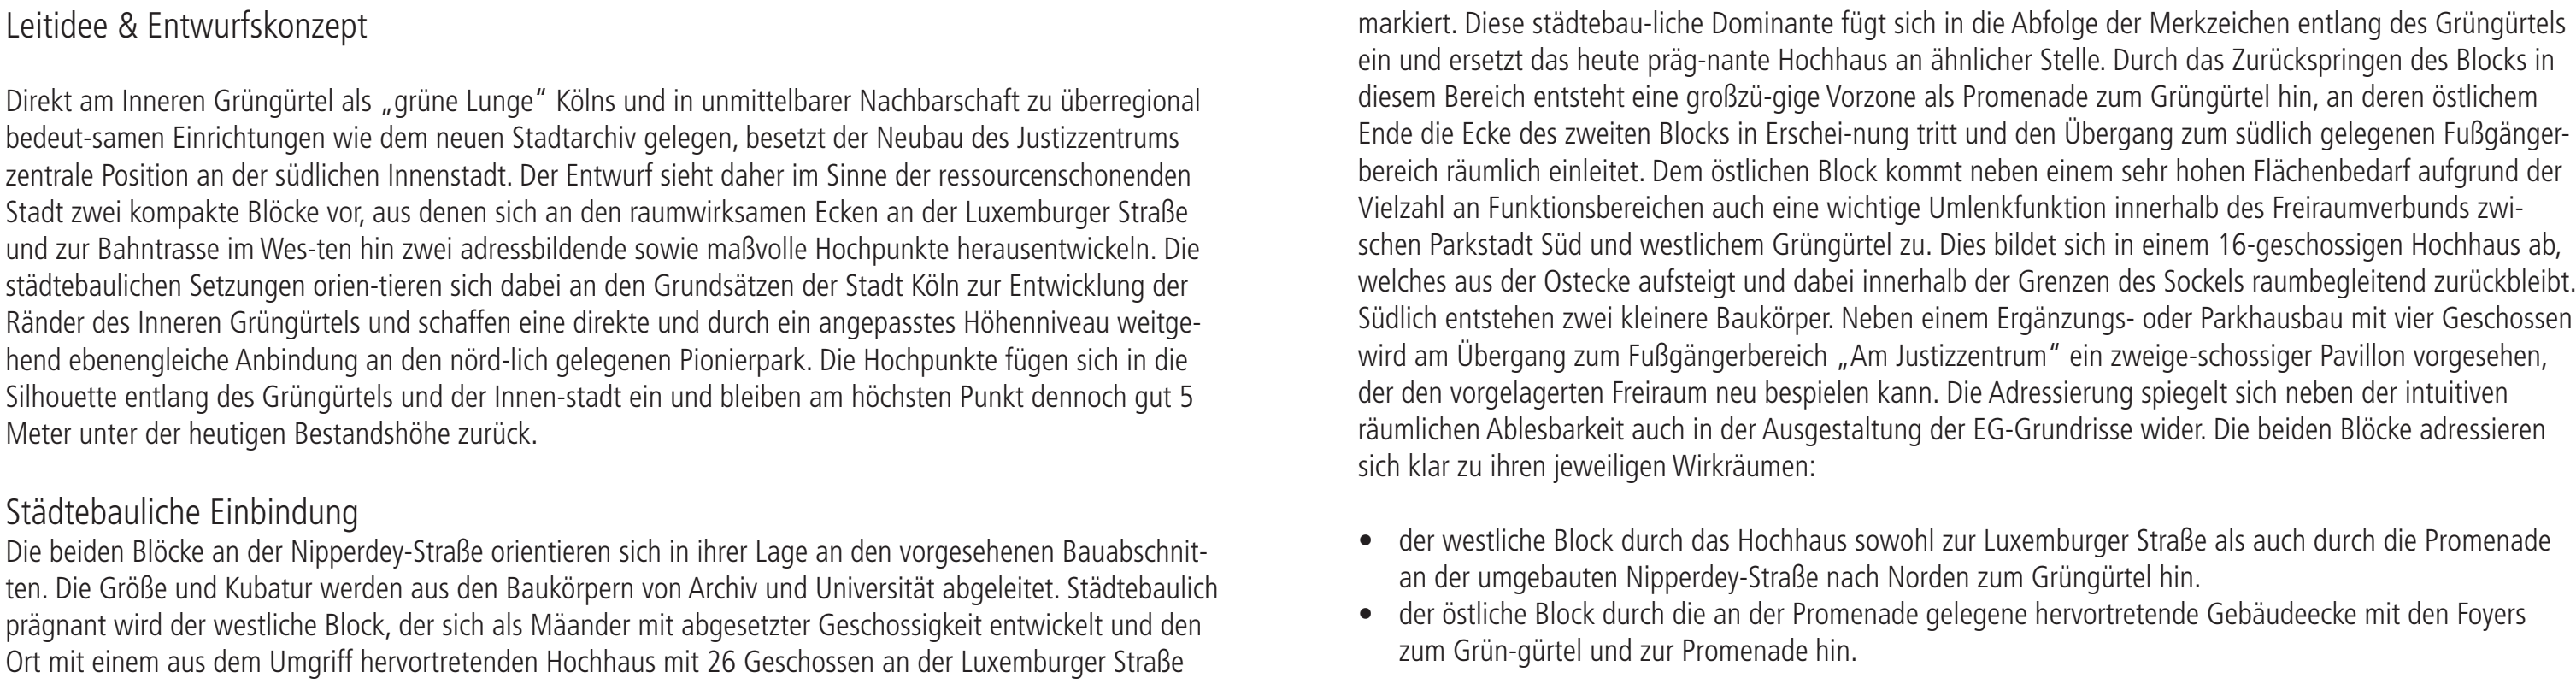 Leitidee & Entwurfskonzept
Direkt am Inneren Grüngürtel als „grüne Lunge“ Kölns und in unmittelbarer Nachbarschaft zu überregional
bedeut-samen Einrichtungen wie dem neuen Stadtarchiv gelegen, besetzt der Neubau des Justizzentrums
zentrale Position an der südlichen Innenstadt. Der Entwurf sieht daher im Sinne der ressourcenschonenden
Stadt zwei kompakte Blöcke vor, aus denen sich an den raumwirksamen Ecken an der Luxemburger Straße
und zur Bahntrasse im Wes-ten hin zwei adressbildende sowie maßvolle Hochpunkte herausentwickeln. Die
städtebaulichen Setzungen orien-tieren sich dabei an den Grundsätzen der Stadt Köln zur Entwicklung der
Ränder des Inneren Grüngürtels und schaffen eine direkte und durch ein angepasstes Höhenniveau weitge-
hend ebenengleiche Anbindung an den nörd-lich gelegenen Pionierpark. Die Hochpunkte fügen sich in die
Silhouette entlang des Grüngürtels und der Innen-stadt ein und bleiben am höchsten Punkt dennoch gut 5
Meter unter der heutigen Bestandshöhe zurück.
Städtebauliche Einbindung
Die beiden Blöcke an der Nipperdey-Straße orientieren sich in ihrer Lage an den vorgesehenen Bauabschnit-
ten. Die Größe und Kubatur werden aus den Baukörpern von Archiv und Universität abgeleitet. Städtebaulich
prägnant wird der westliche Block, der sich als Mäander mit abgesetzter Geschossigkeit entwickelt und den
Ort mit einem aus dem Umgriff hervortretenden Hochhaus mit 26 Geschossen an der Luxemburger Straße
markiert. Diese städtebau-liche Dominante fügt sich in die Abfolge der Merkzeichen entlang des Grüngürtels
ein und ersetzt das heute präg-nante Hochhaus an ähnlicher Stelle. Durch das Zurückspringen des Blocks in
diesem Bereich entsteht eine großzü-gige Vorzone als Promenade zum Grüngürtel hin, an deren östlichem
Ende die Ecke des zweiten Blocks in Erschei-nung tritt und den Übergang zum südlich gelegenen Fußgänger-
bereich räumlich einleitet. Dem östlichen Block kommt neben einem sehr hohen Flächenbedarf aufgrund der
Vielzahl an Funktionsbereichen auch eine wichtige Umlenkfunktion innerhalb des Freiraumverbunds zwi-
schen Parkstadt Süd und westlichem Grüngürtel zu. Dies bildet sich in einem 16-geschossigen Hochhaus ab,
welches aus der Ostecke aufsteigt und dabei innerhalb der Grenzen des Sockels raumbegleitend zurückbleibt.
Südlich entstehen zwei kleinere Baukörper. Neben einem Ergänzungs- oder Parkhausbau mit vier Geschossen
wird am Übergang zum Fußgängerbereich „Am Justizzentrum“ ein zweige-schossiger Pavillon vorgesehen,
der den vorgelagerten Freiraum neu bespielen kann. Die Adressierung spiegelt sich neben der intuitiven
räumlichen Ablesbarkeit auch in der Ausgestaltung der EG-Grundrisse wider. Die beiden Blöcke adressieren
sich klar zu ihren jeweiligen Wirkräumen:
• der westliche Block durch das Hochhaus sowohl zur Luxemburger Straße als auch durch die Promenade
an der umgebauten Nipperdey-Straße nach Norden zum Grüngürtel hin.
• der östliche Block durch die an der Promenade gelegene hervortretende Gebäudeecke mit den Foyers
zum Grün-gürtel und zur Promenade hin.